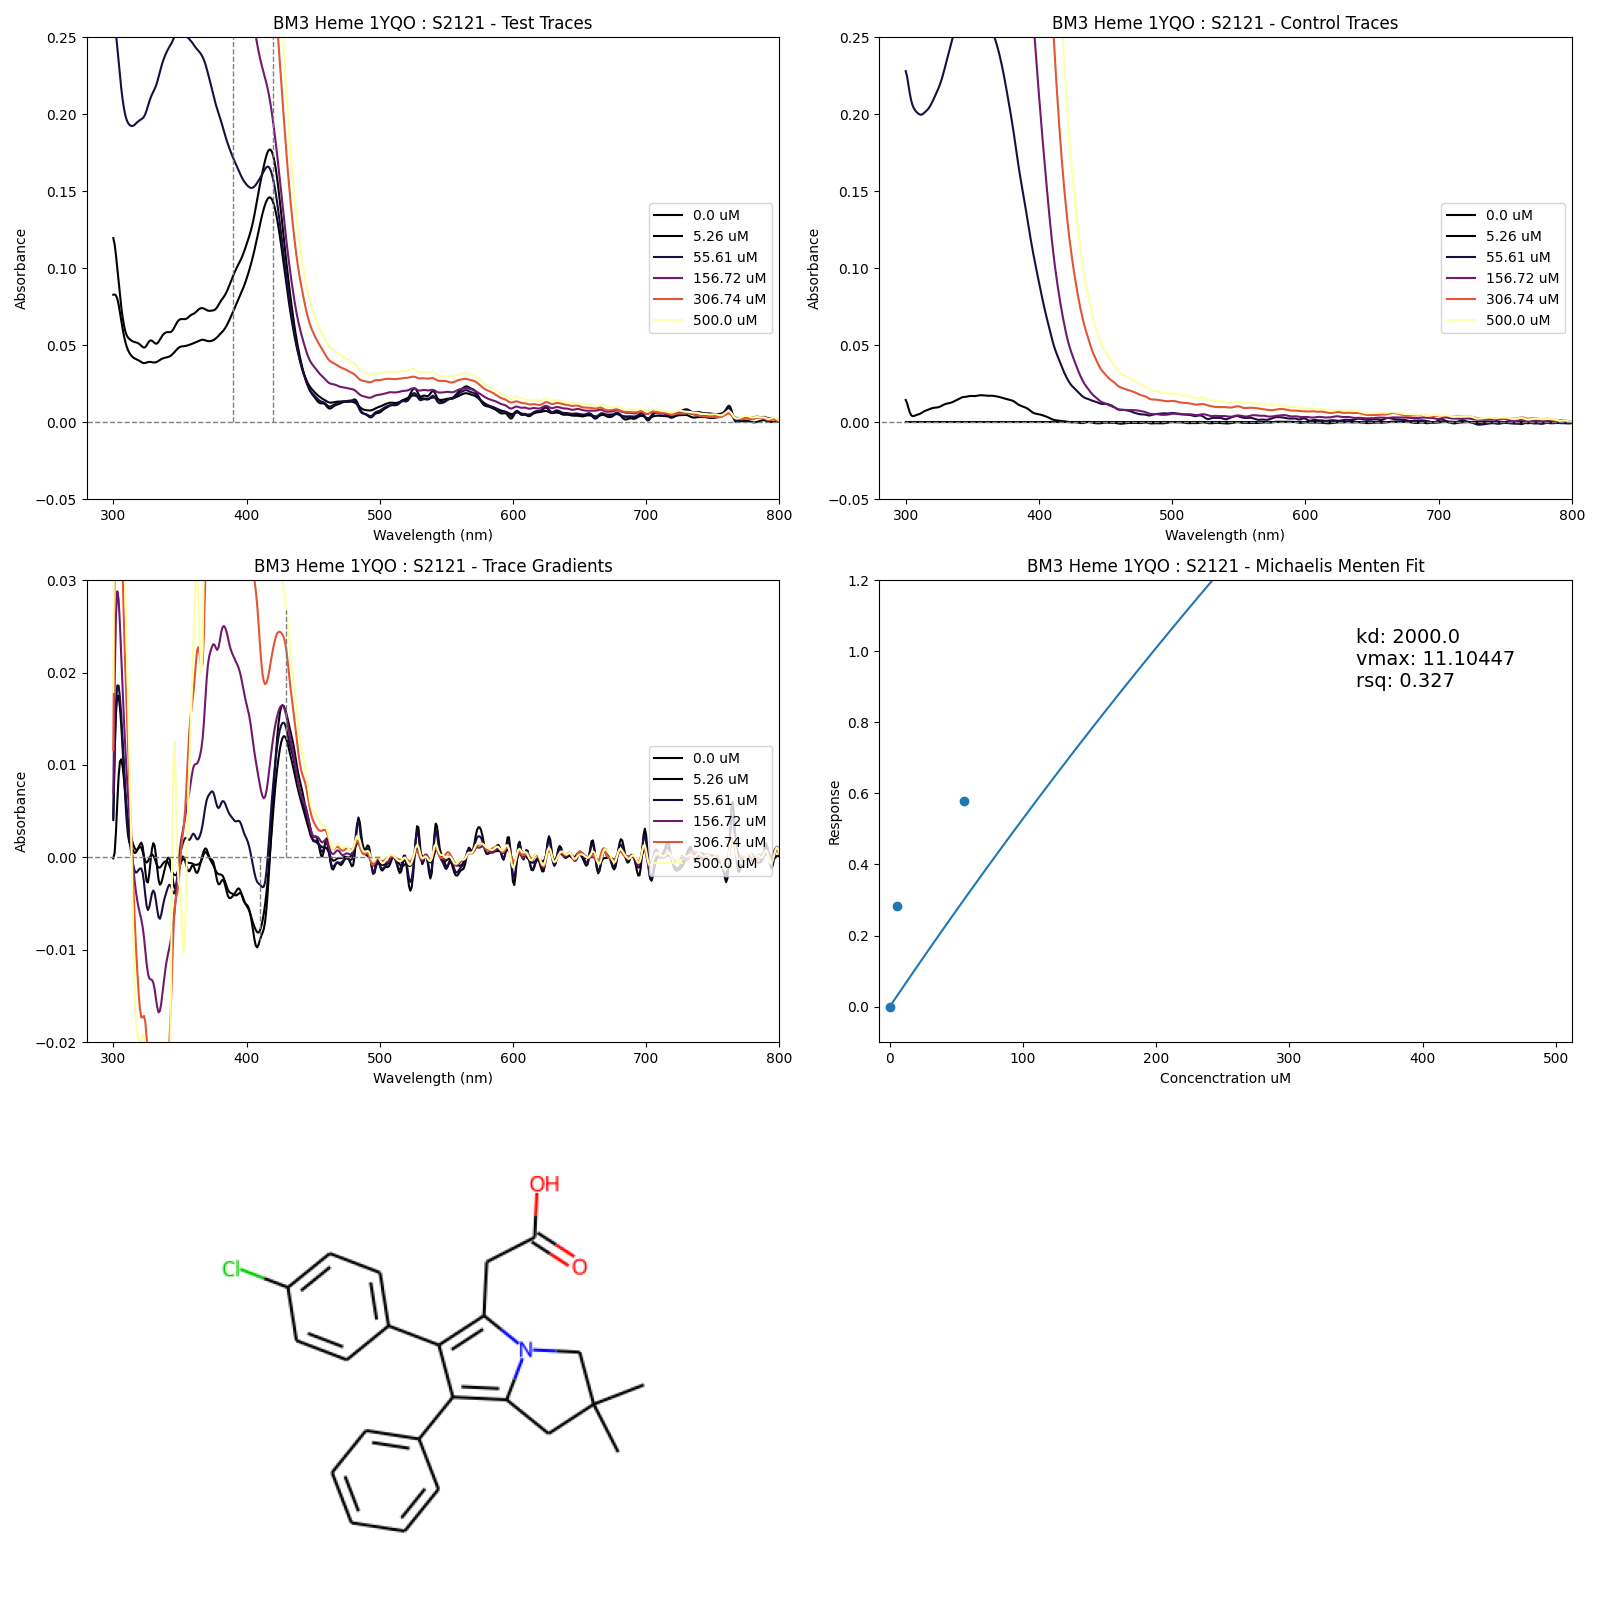 BM3 Heme 1YQO : S2121 - Test Traces
0.25
0.20
0.15
0.10
0.05
0.00
−0.05
Absorbance
0.0 uM
5.26 uM
55.61 uM
156.72 uM
306.74 uM
500.0 uM
300 400 500 600 700 800
Wavelength (nm)
BM3 Heme 1YQO : S2121 - Control Traces
0.25
0.20
0.15
0.10
0.05
0.00
−0.05
Absorbance
0.0 uM
5.26 uM
55.61 uM
156.72 uM
306.74 uM
500.0 uM
300 400 500 600 700 800
Wavelength (nm)
BM3 Heme 1YQO : S2121 - Trace Gradients
0.03
0.02
0.01
0.00
−0.01
−0.02
Absorbance
0.0 uM
5.26 uM
55.61 uM
156.72 uM
306.74 uM
500.0 uM
300 400 500 600 700 800
Wavelength (nm)
BM3 Heme 1YQO : S2121 - Michaelis Menten Fit
1.2
1.0
0.8
0.6
0.4
0.2
0.0
Response
kd: 2000.0
vmax: 11.10447
rsq: 0.327
0 100 200 300 400 500
Concenctration uM
OH
O
Cl
N